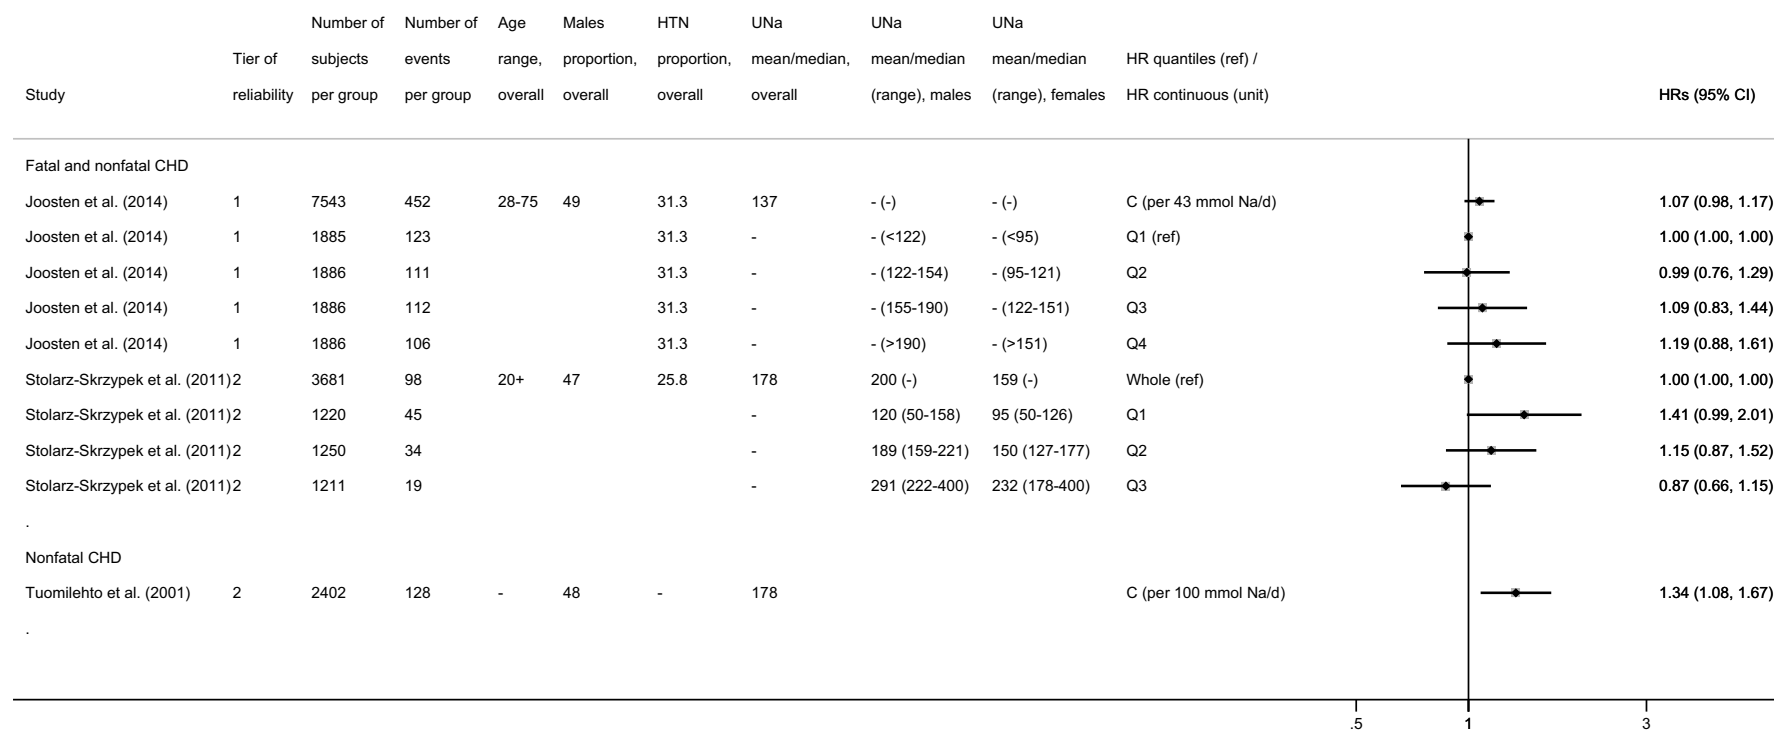 Number of Number of Age Males HTN UNa UNa UNa
Tier of subjects events range, proportion, proportion, mean/median, mean/median mean/median HR quantiles (ref) /
Study reliability per group per group overall overall overall overall (range), males (range), females HR continuous (unit) HRs (95% CI)
Fatal and nonfatal CHD
Joosten et al. (2014) 1 7543 452 28-75 49 31.3 137 - (-) - (-) C (per 43 mmol Na/d) 1.07 (0.98, 1.17)
Joosten et al. (2014) 1 1885 123 31.3 - - (<122) - (<95) Q1 (ref) 1.00 (1.00, 1.00)
Joosten et al. (2014) 1 1886 111 31.3 - - (122-154) - (95-121) Q2 0.99 (0.76, 1.29)
Joosten et al. (2014) 1 1886 112 31.3 - - (155-190) - (122-151) Q3 1.09 (0.83, 1.44)
Joosten et al. (2014) 1 1886 106 31.3 - - (>190) - (>151) Q4 1.19 (0.88, 1.61)
Stolarz-Skrzypek et al. (2011) 2 3681 98 20+ 47 25.8 178 200 (-) 159 (-) Whole (ref) 1.00 (1.00, 1.00)
Stolarz-Skrzypek et al. (2011) 2 1220 45 - 120 (50-158) 95 (50-126) Q1 1.41 (0.99, 2.01)
Stolarz-Skrzypek et al. (2011) 2 1250 34 - 189 (159-221) 150 (127-177) Q2 1.15 (0.87, 1.52)
Stolarz-Skrzypek et al. (2011) 2 1211 19 - 291 (222-400) 232 (178-400) Q3 0.87 (0.66, 1.15)
.
Nonfatal CHD
Tuomilehto et al. (2001) 2 2402 128 - 48 - 178 C (per 100 mmol Na/d) 1.34 (1.08, 1.67)
.
.5 1 3